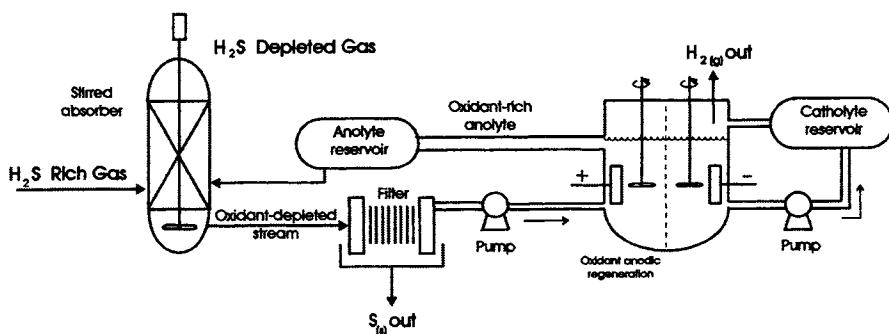 H2S Depleted Gas
Stirred
absorber
H2S Rich Gas
Oxidant-depleted
stream
Anolyte
reservoir
Oxidant-rich
anolyte
Filter
S(s) out
Pump
+
-
H2(g) out
Oxidant anodic
regeneration
Catholyte
reservoir
Pump